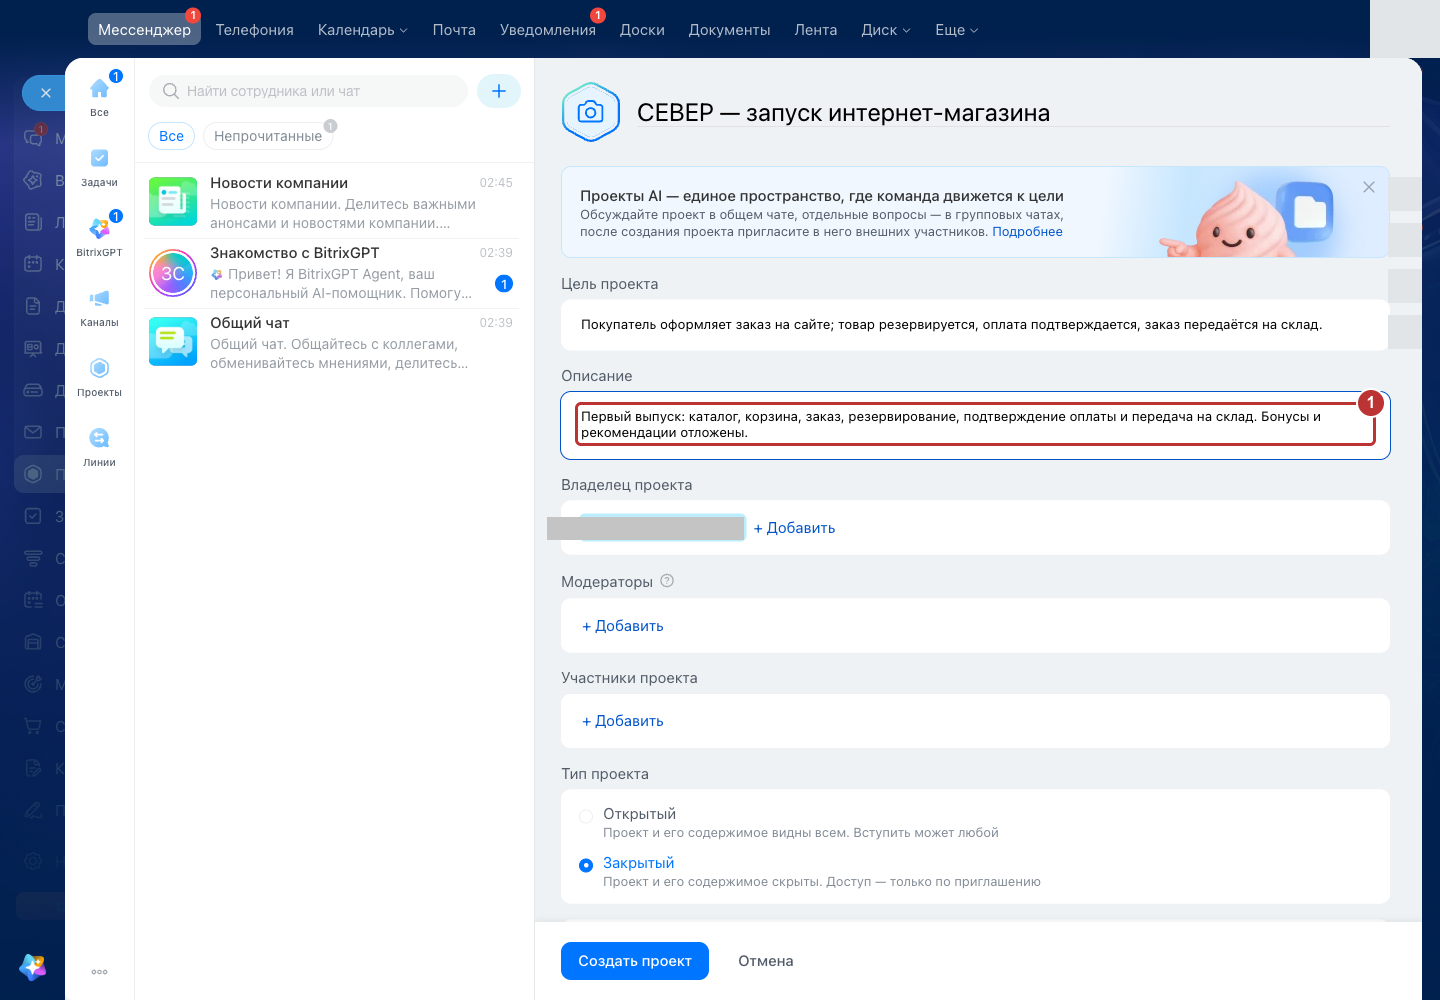 Мессенджер
1
Телефония
Календарь
Почта
Уведомления
1
Доски
Документы
Лента
Диск
Еще
1
М
В
Л
К
Д
Д
Д
П
П
З
С
О
С
М
С
К
П
Все
1
Задачи
BitrixGPT
1
Каналы
Проекты
Линии
Найти сотрудника или чат
Все
Непрочитанные
1
Новости компании 02:45
Новости компании. Делитесь важными
анонсами и новостями компании....
ЗС
Знакомство с BitrixGPT 02:39
Привет! Я BitrixGPT Agent, ваш
персональный AI-помощник. Помогу...
1
Общий чат 02:39
Общий чат. Общайтесь с коллегами,
обменивайтесь мнениями, делитесь...
СЕВЕР — запуск интернет-магазина
Проекты AI — единое пространство, где команда движется к цели
Обсуждайте проект в общем чате, отдельные вопросы — в групповых чатах,
после создания проекта пригласите в него внешних участников. Подробнее
Цель проекта
Покупатель оформляет заказ на сайте; товар резервируется, оплата подтверждается, заказ передаётся на склад.
Описание
1
Первый выпуск: каталог, корзина, заказ, резервирование, подтверждение оплаты и передача на склад. Бонусы и
рекомендации отложены.
Владелец проекта
+ Добавить
Модераторы ?
+ Добавить
Участники проекта
+ Добавить
Тип проекта
Открытый
Проект и его содержимое видны всем. Вступить может любой
Закрытый
Проект и его содержимое скрыты. Доступ — только по приглашению
Создать проект
Отмена